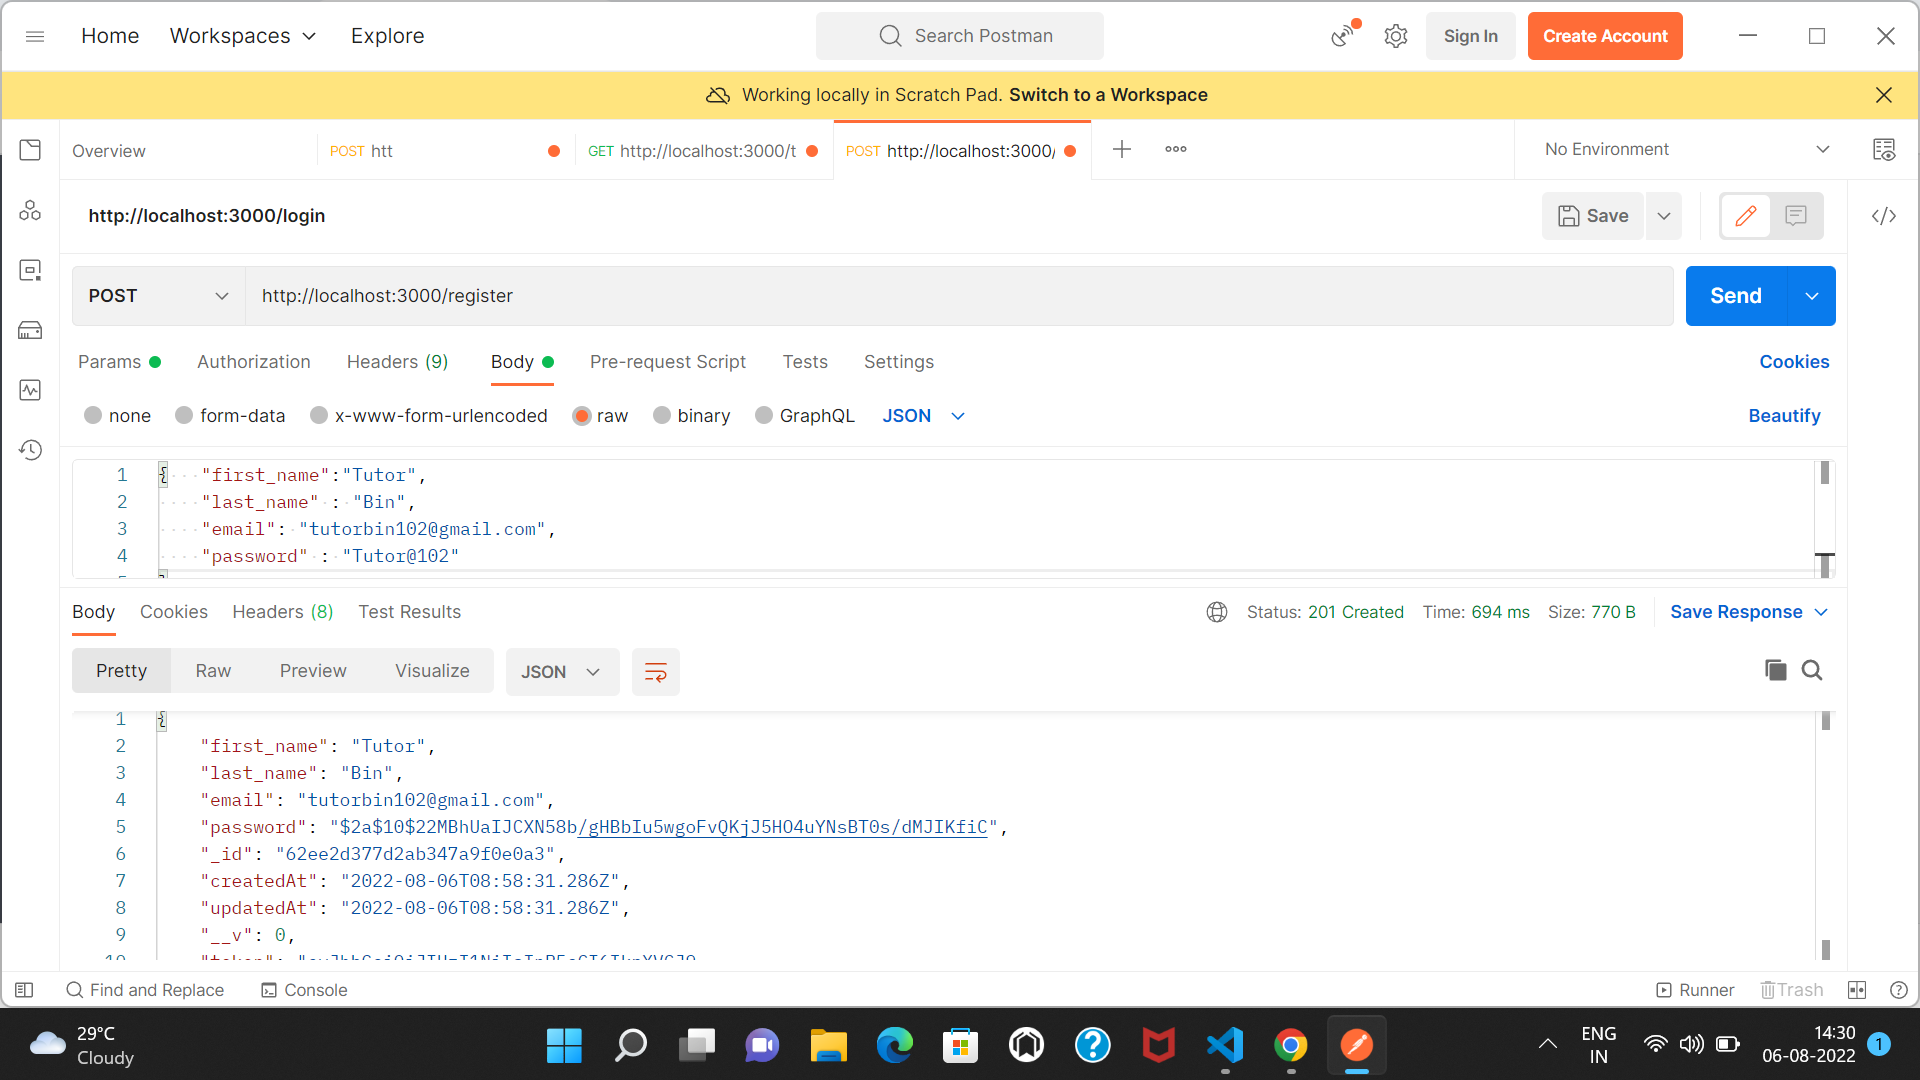 Home Workspaces Explore Search Postman Sign In Create Account
Working locally in Scratch Pad. Switch to a Workspace
Overview POST htt GET http://localhost:3000/t POST http://localhost:3000/ No Environment
http://localhost:3000/login Save
POST http://localhost:3000/register Send
Params Authorization Headers (9) Body Pre-request Script Tests Settings Cookies
none form-data x-www-form-urlencoded raw binary GraphQL JSON Beautify
1 { "first_name":"Tutor",
2 "last_name" : "Bin",
3 "email": "tutorbin102@gmail.com",
4 "password" : "Tutor@102"
Body Cookies Headers (8) Test Results Status: 201 Created Time: 694 ms Size: 770 B Save Response
Pretty Raw Preview Visualize JSON
1 {
2 "first_name": "Tutor",
3 "last_name": "Bin",
4 "email": "tutorbin102@gmail.com",
5 "password": "$2a$10$22MBhUaIJCXN58b/gHBbIu5wgoFvQKjJ5HO4uYNsBT0s/dMJIKfiC",
6 "_id": "62ee2d377d2ab347a9f0e0a3",
7 "createdAt": "2022-08-06T08:58:31.286Z",
8 "updatedAt": "2022-08-06T08:58:31.286Z",
9 "__v": 0,
10 "token":
Find and Replace Console Runner Trash
29°C
Cloudy
ENG
IN
14:30
06-08-2022
1